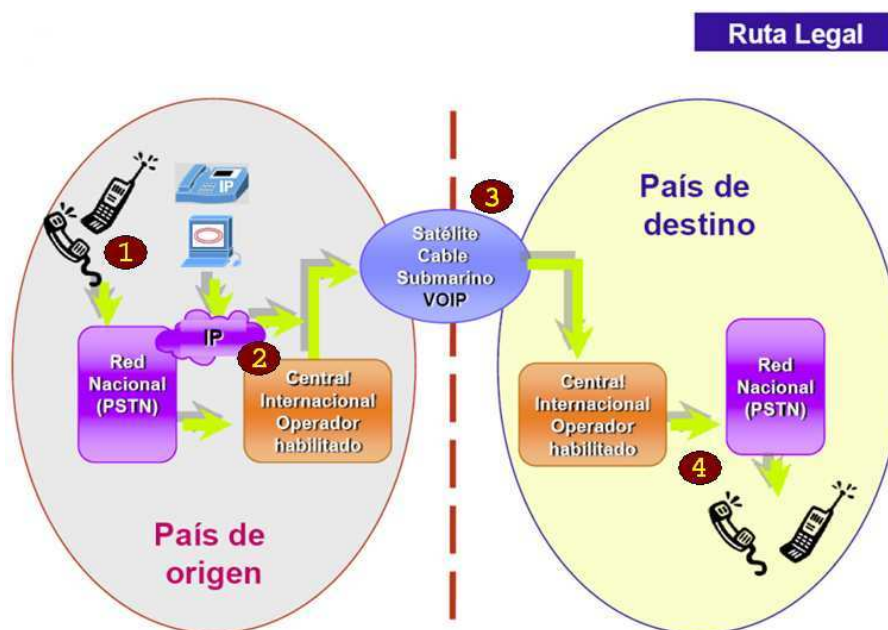 Ruta Legal
1
IP
IP
2
Red
Nacional
(PSTN)
Central
Internacional
Operador
habilitado
País de
origen
3
Satélite
Cable
Submarino
VOIP
País de
destino
Central
Internacional
Operador
habilitado
4
Red
Nacional
(PSTN)